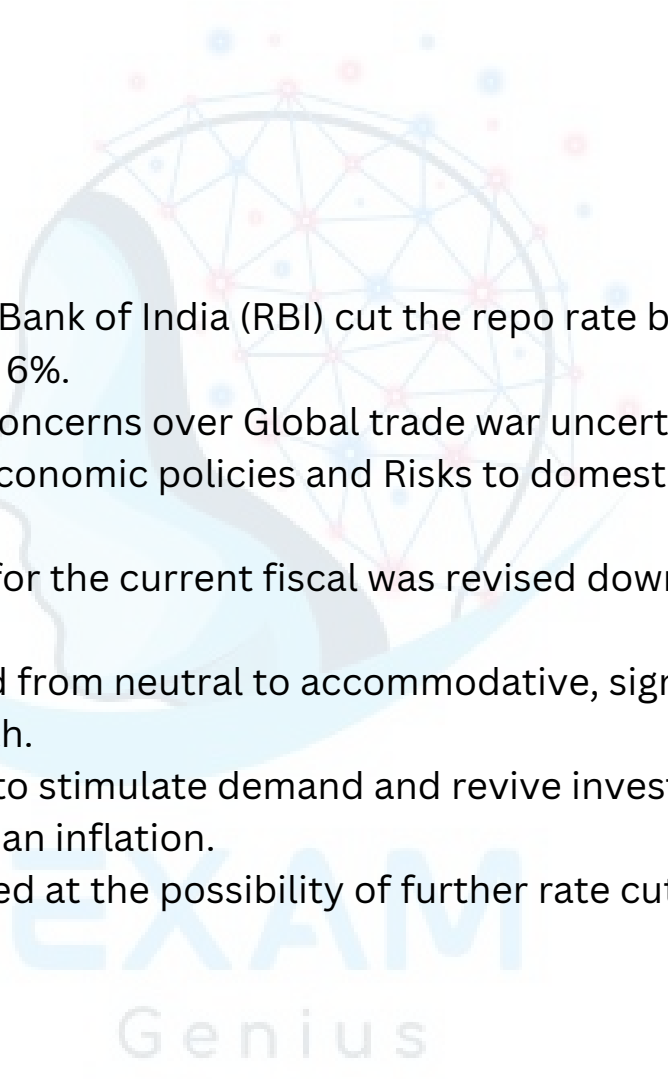 Bank of India (RBI) cut the repo rate b
6%.
oncerns over Global trade war uncert
conomic policies and Risks to domest
for the current fiscal was revised dow
d from neutral to accommodative, sig
h.
to stimulate demand and revive inves
an inflation.
ed at the possibility of further rate cu
EXAM
Genius